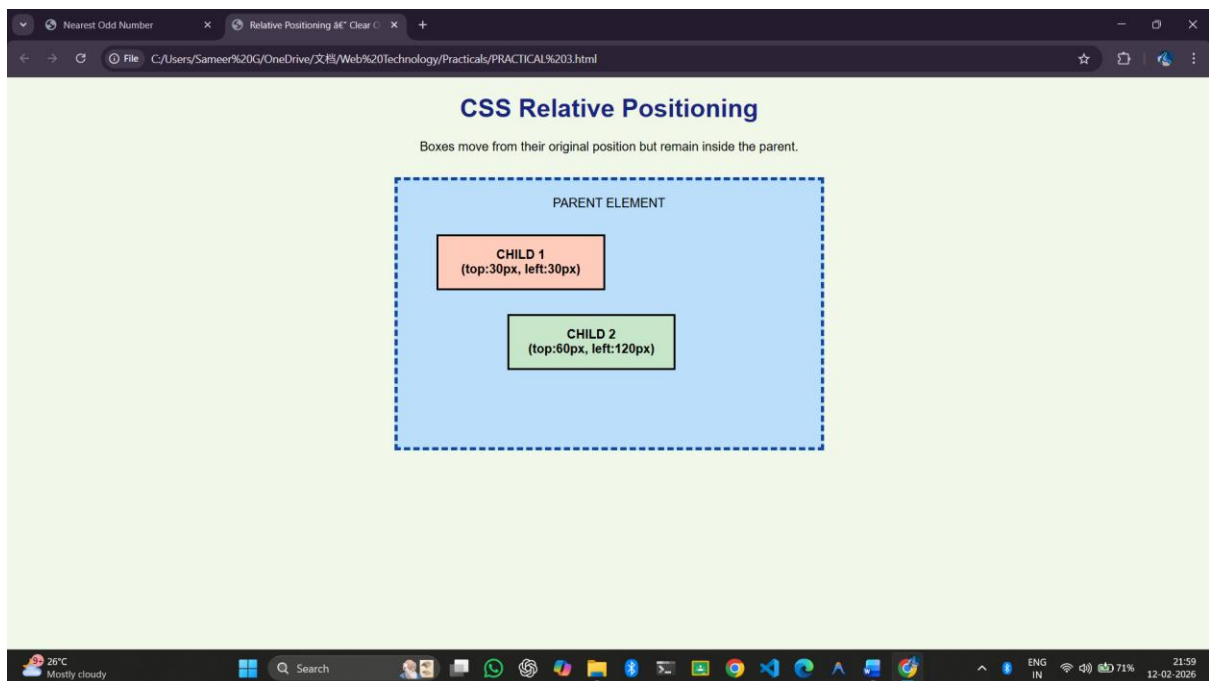 Nearest Odd Number
Relative Positioning â€" Clear O
File C:/Users/Sameer%20G/OneDrive/文档/Web%20Technology/Practicals/PRACTICAL%203.html
CSS Relative Positioning
Boxes move from their original position but remain inside the parent.
PARENT ELEMENT
CHILD 1
(top:30px, left:30px)
CHILD 2
(top:60px, left:120px)
9+
26°C
Mostly cloudy
Search
ENG
IN
71%
21:59
12-02-2026